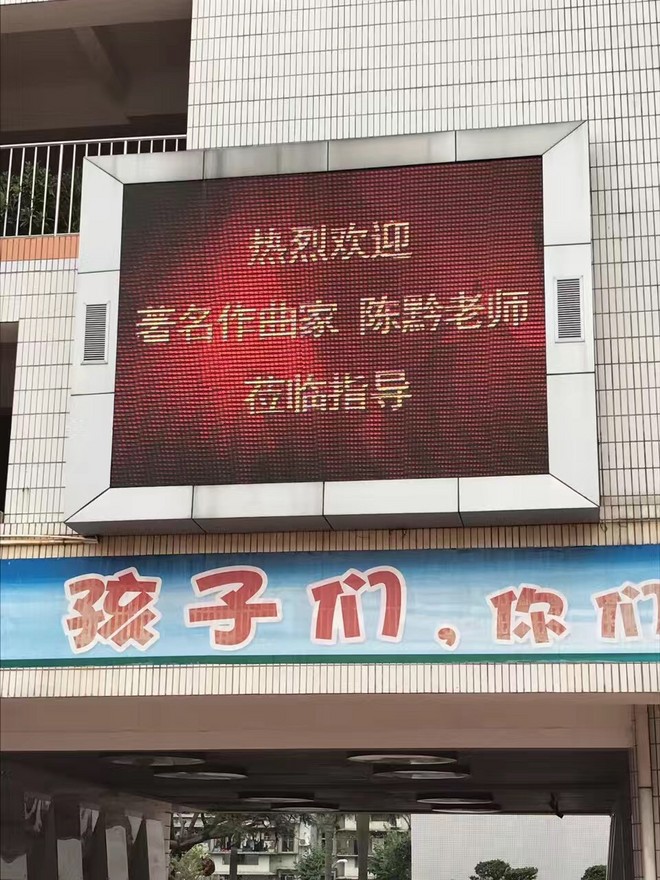 热烈欢迎
著名作曲家 陈黔老师
莅临指导
孩子们,你们